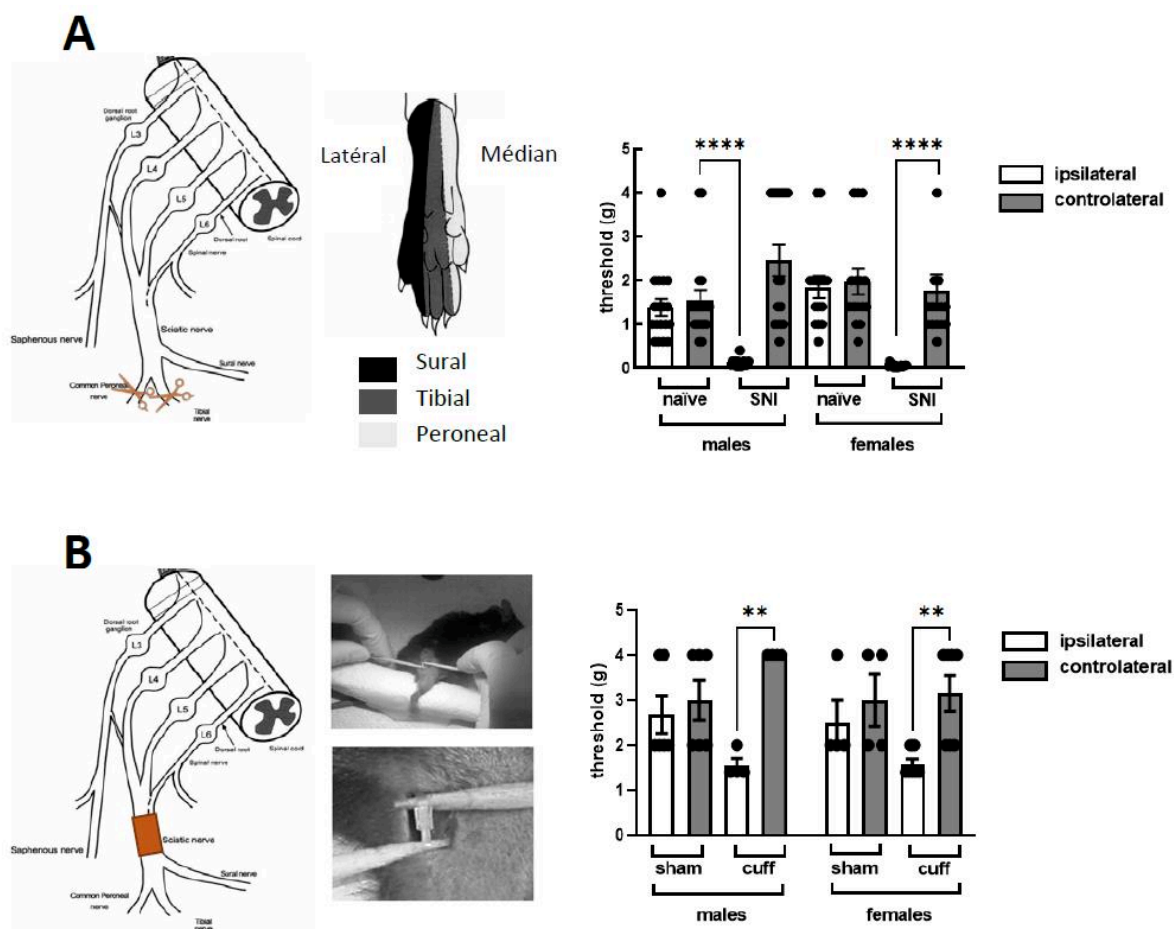 A
Dorsal root
ganglion
L3
L4
L5
L6
Dorsal root
Spinal cord
Spinal nerve
Saphenous nerve
Sciatic nerve
Sural nerve
Common Peroneal
nerve
Tibial
nerve
Latéral
Médian
Sural
Tibial
Peroneal
**** ****
threshold (g)
5
4
3
2
1
0
naïve SNI naïve SNI
males females
ipsilateral
controlateral
B
Dorsal root
ganglion
L3
L4
L5
L6
Dorsal root
Spinal cord
Spinal nerve
Saphenous nerve
Sciatic nerve
Sural nerve
Common Peroneal
nerve
Tibial
nerve
** **
threshold (g)
5
4
3
2
1
0
sham cuff sham cuff
males females
ipsilateral
controlateral